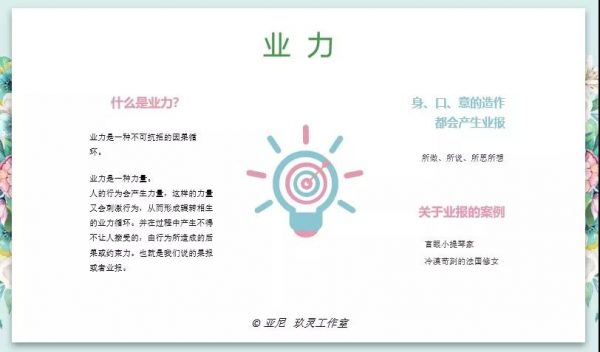 业力
什么是业力?
业力是一种不可抗拒的因果循
环。
业力是一种力量。
人的行为会产生力量，这样的力量
又会刺激行为，从而形成辗转相生
的业力循环。并在过程中产生不得
不让人接受的，由行为所造成的后
果或约束力。也就是我们说的果报
或者业报。
身、口、意的造作
都会产生业报
所做、所说、所思所想
关于业报的案例
盲眼小提琴家
冷漠苛刻的法国修女
© 亚尼 玖灵工作室